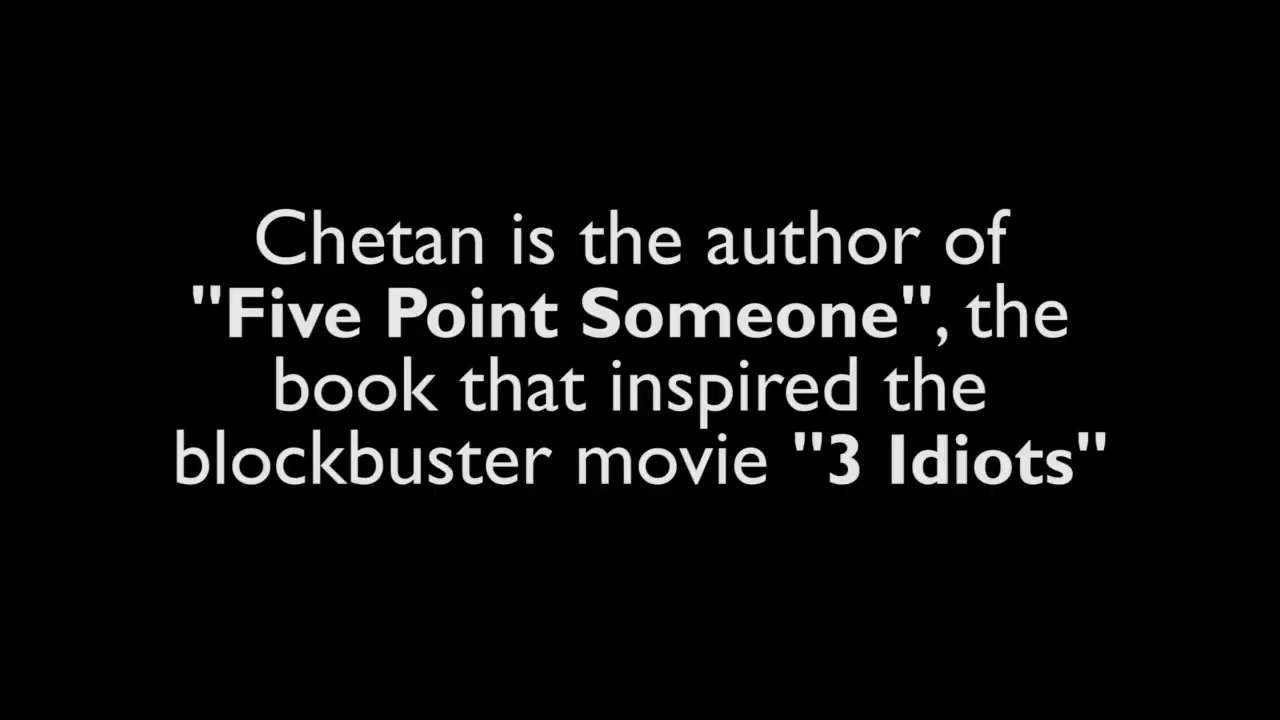 Chetan is the author of
"Five Point Someone", the
book that inspired the
blockbuster movie "3 Idiots"